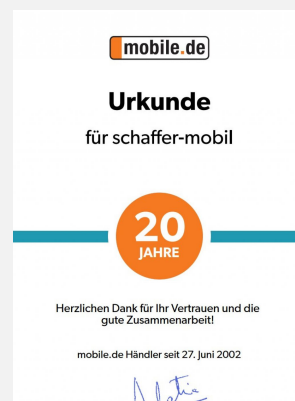 mobile.de
Urkunde
für schaffer-mobil
20
JAHRE
Herzlichen Dank für Ihr Vertrauen und die
gute Zusammenarbeit!
mobile.de Händler seit 27. Juni 2002